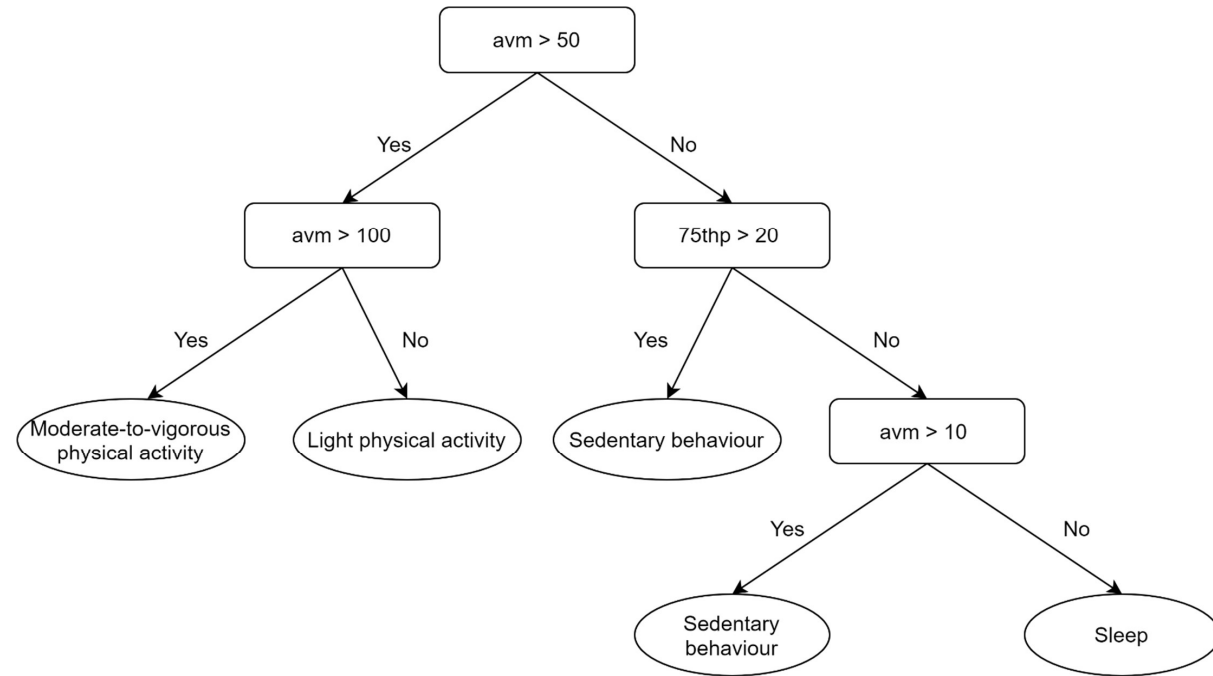 avm > 50
Yes
No
avm > 100
75thp > 20
Yes
No
Yes
No
Moderate-to-vigorous
physical activity
Light physical activity
Sedentary behaviour
avm > 10
Yes
No
Sedentary
behaviour
Sleep